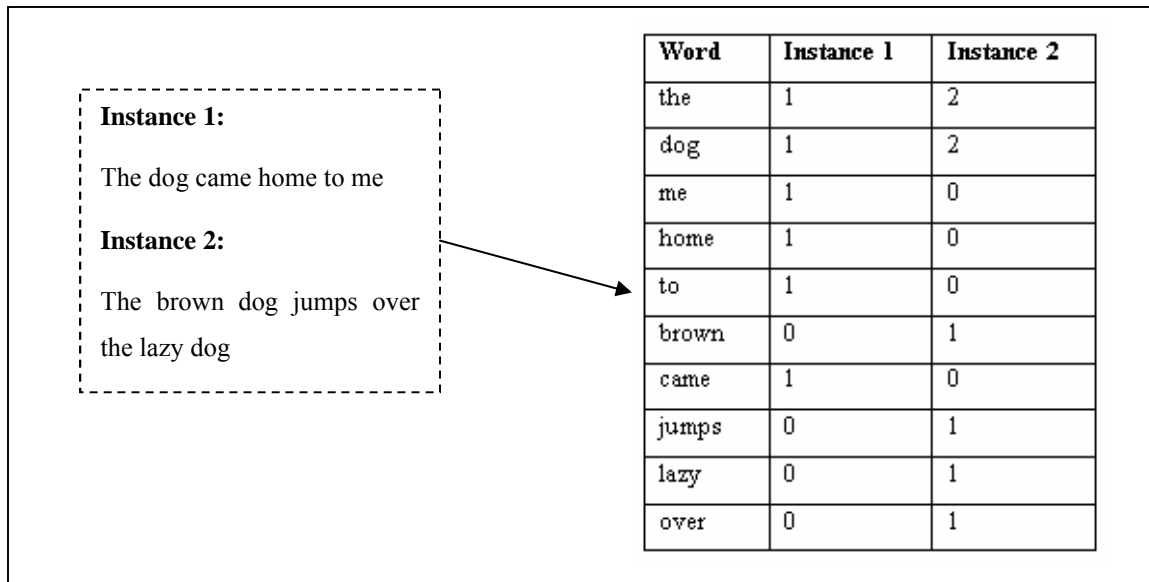 Instance 1:
The dog came home to me
Instance 2:
The brown dog jumps over
the lazy dog
Word Instance 1 Instance 2
the 1 2
dog 1 2
me 1 0
home 1 0
to 1 0
brown 0 1
came 1 0
jumps 0 1
lazy 0 1
over 0 1